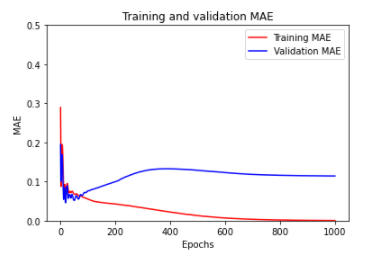 Training and validation MAE
Training MAE
Validation MAE
0.5
0.4
0.3
0.2
0.1
0.0
MAE
0 200 400 600 800 1000
Epochs